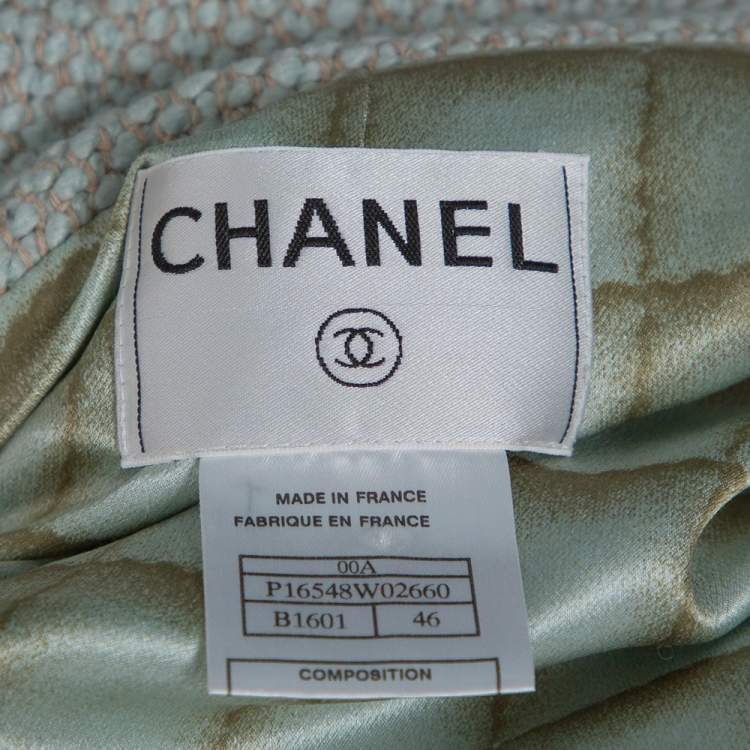 CHANEL
MADE IN FRANCE
FABRIQUE EN FRANCE
00A
P16548W02660
B1601 46
COMPOSITION